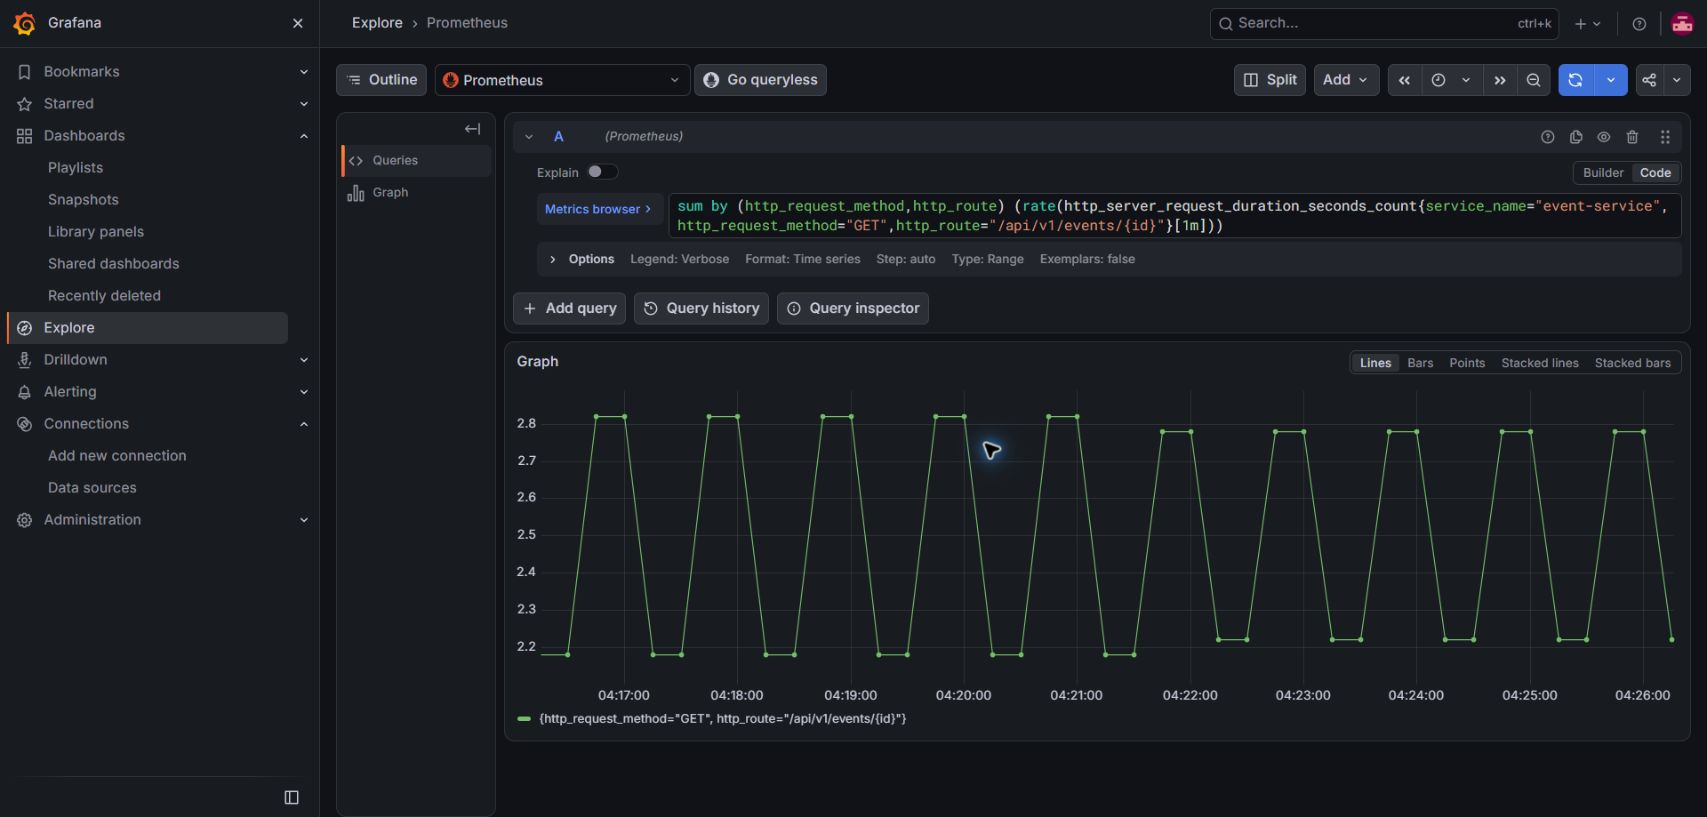 Grafana
Explore › Prometheus
Search...
ctrl+k
Bookmarks
Starred
Dashboards
Playlists
Snapshots
Library panels
Shared dashboards
Recently deleted
Explore
Drilldown
Alerting
Connections
Add new connection
Data sources
Administration
Outline
Prometheus
Go queryless
Split
Add
Queries
Graph
A (Prometheus)
Explain
Builder Code
Metrics browser >
sum by (http_request_method,http_route) (rate(http_server_request_duration_seconds_count{service_name="event-service",
http_request_method="GET",http_route="/api/v1/events/{id}"}[1m]))
Options Legend: Verbose Format: Time series Step: auto Type: Range Exemplars: false
+ Add query
Query history
Query inspector
Graph
Lines Bars Points Stacked lines Stacked bars
2.8
2.7
2.6
2.5
2.4
2.3
2.2
04:17:00 04:18:00 04:19:00 04:20:00 04:21:00 04:22:00 04:23:00 04:24:00 04:25:00 04:26:00
{http_request_method="GET", http_route="/api/v1/events/{id}"}